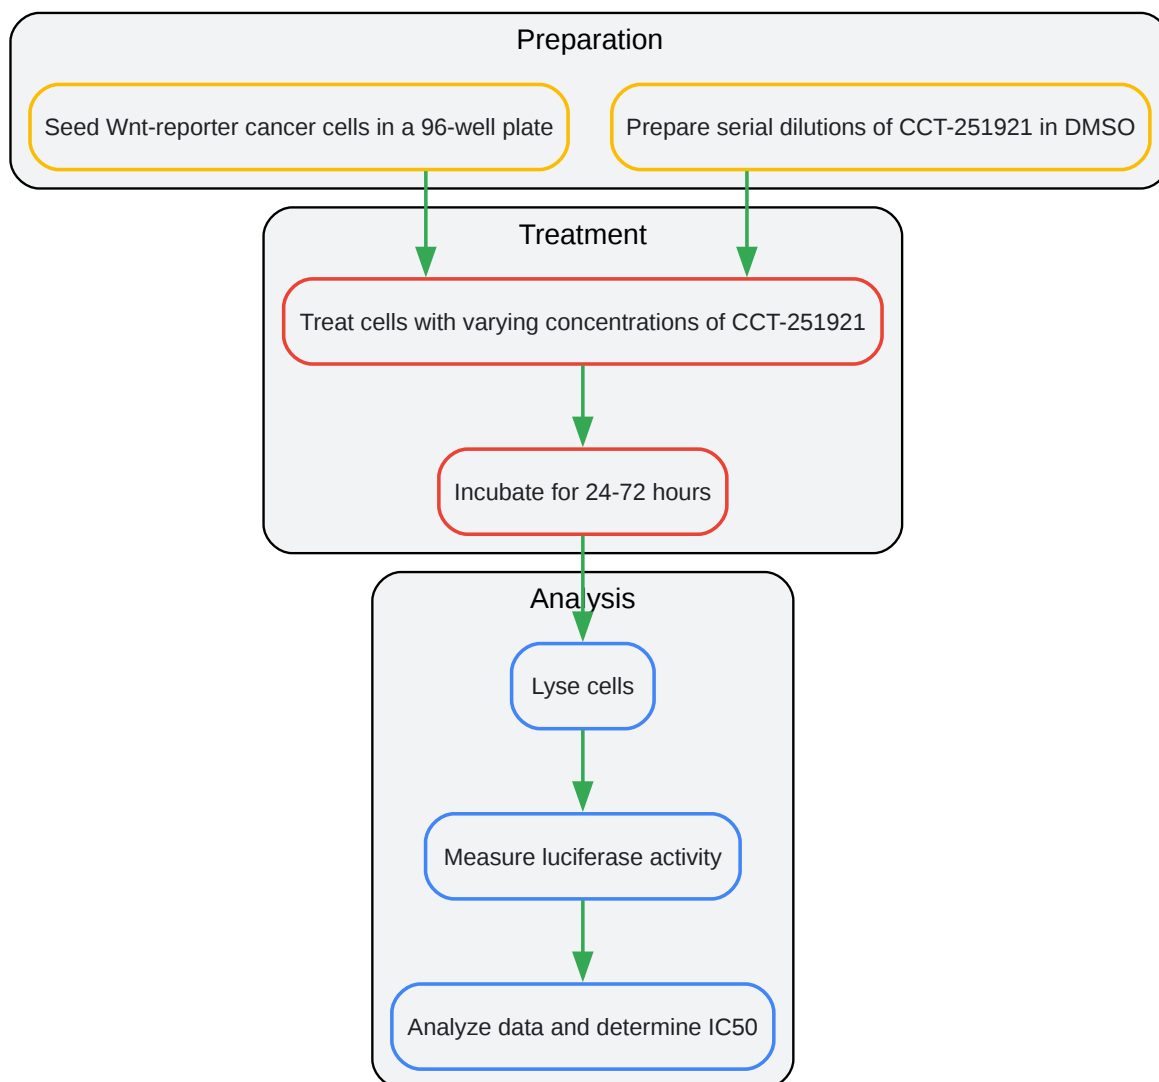 Preparation
Seed Wnt-reporter cancer cells in a 96-well plate
Prepare serial dilutions of CCT-251921 in DMSO
Treatment
Treat cells with varying concentrations of CCT-251921
Incubate for 24-72 hours
Analysis
Lyse cells
Measure luciferase activity
Analyze data and determine IC50